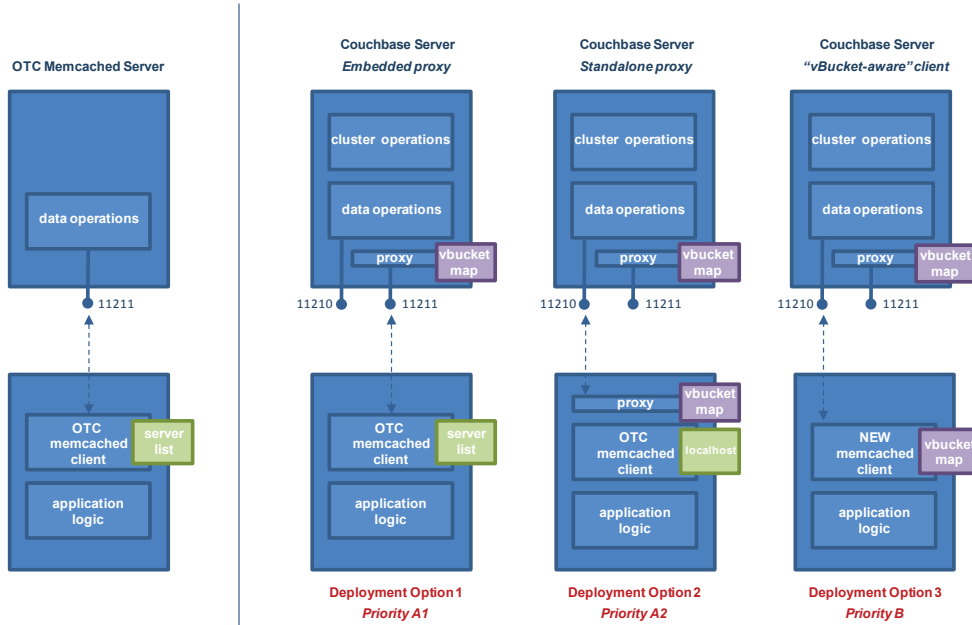 OTC Memcached Server
data operations
11211
OTC
memcached
client
server
list
application
logic
Couchbase Server
Embedded proxy
cluster operations
data operations
proxy
vbucket
map
11210
11211
OTC
memcached
client
server
list
application
logic
Deployment Option 1
Priority A1
Couchbase Server
Standalone proxy
cluster operations
data operations
proxy
vbucket
map
11210
11211
proxy
vbucket
map
OTC
memcached
client
localhost
application
logic
Deployment Option 2
Priority A2
Couchbase Server
“vBucket-aware” client
cluster operations
data operations
proxy
vbucket
map
11210
11211
NEW
memcached
client
vbucket
map
application
logic
Deployment Option 3
Priority B